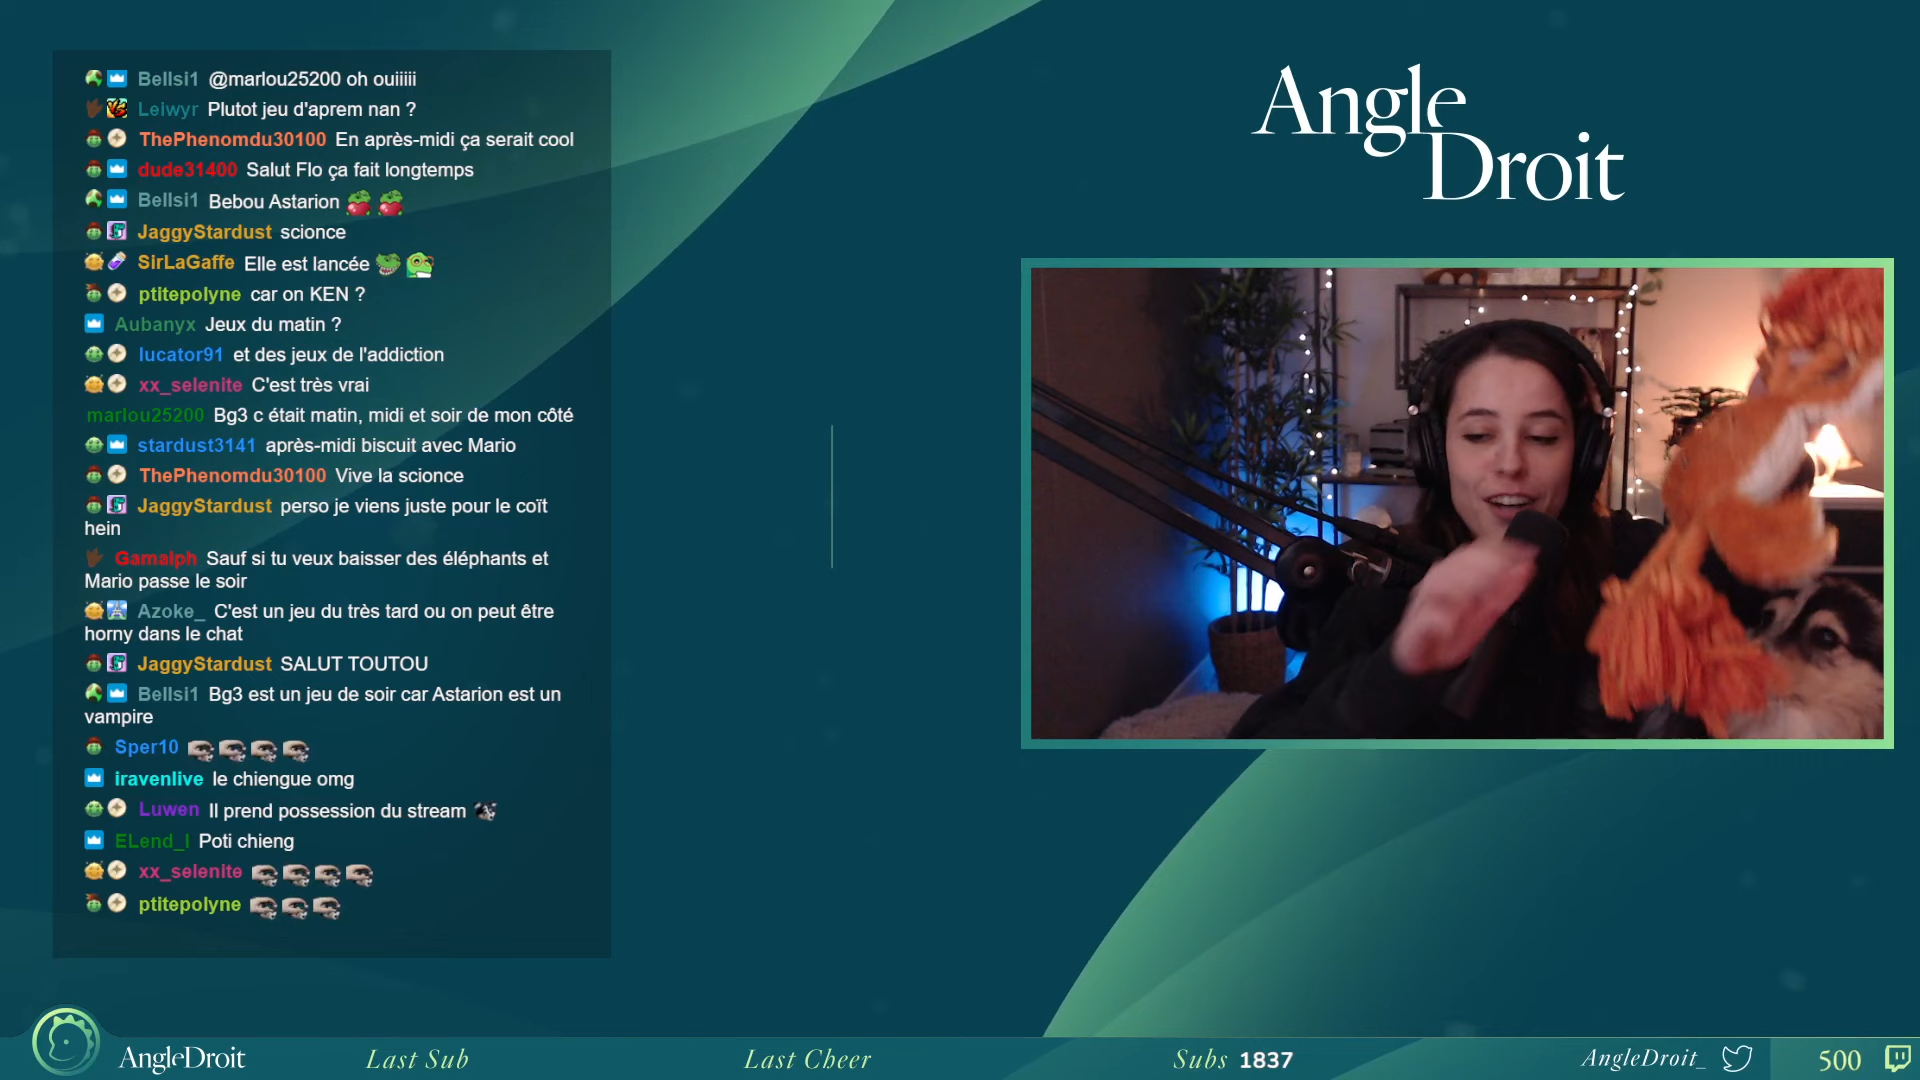 Bellsi1 @marlou25200 oh ouiiiii
Leiwyr Plutot jeu d'aprem nan ?
ThePhenomdu30100 En après-midi ça serait cool
dude31400 Salut Flo ça fait longtemps
Bellsi1 Bebou Astarion
JaggyStardust scionce
SirLaGaffe Elle est lancée
ptitepolyne car on KEN ?
Aubanyx Jeux du matin ?
lucator91 et des jeux de l'addiction
xx_selenite C'est très vrai
marlou25200 Bg3 c était matin, midi et soir de mon côté
stardust3141 après-midi biscuit avec Mario
ThePhenomdu30100 Vive la scionce
JaggyStardust perso je viens juste pour le coït
hein
Gamalph Sauf si tu veux baisser des éléphants et
Mario passe le soir
Azoke_ C'est un jeu du très tard ou on peut être
horny dans le chat
JaggyStardust SALUT TOUTOU
Bellsi1 Bg3 est un jeu de soir car Astarion est un
vampire
Sper10
iravenlive le chiengue omg
Luwen Il prend possession du stream
ELend_I Poti chieng
xx_selenite
ptitepolyne
Angle
Droit
AngleDroit
Last Sub
Last Cheer
Subs 1837
AngleDroit_
500